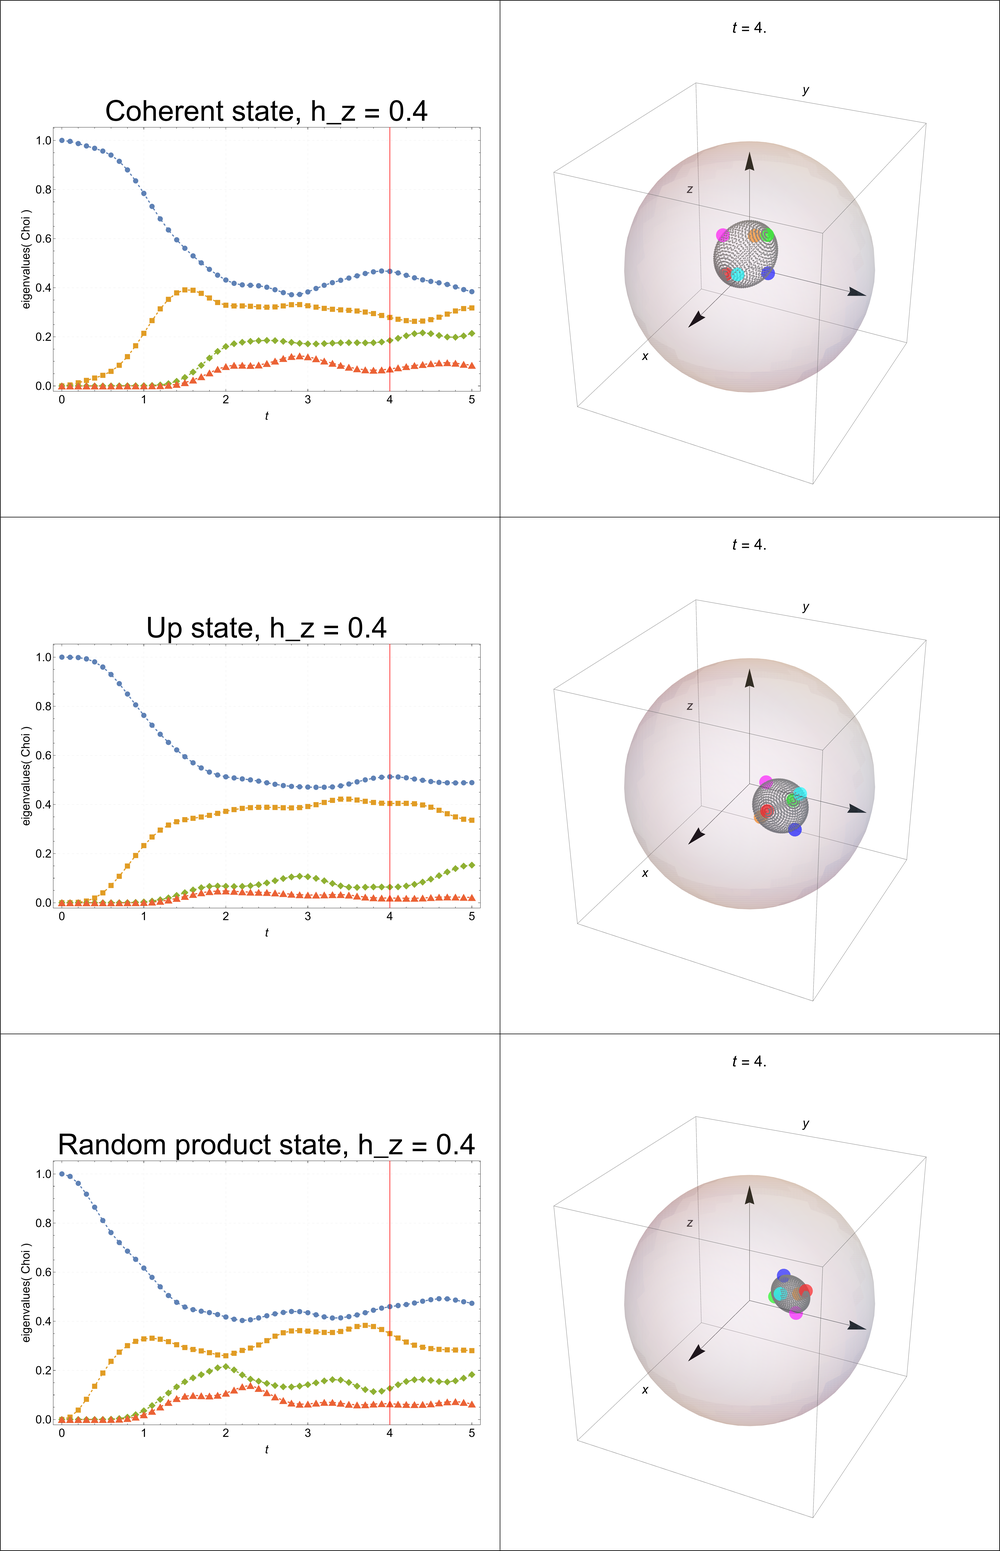 Coherent state, h_z = 0.4
eigenvalues( Choi )
1.0
0.8
0.6
0.4
0.2
0.0
0 1 2 3 4 5
t
t = 4.
y
z
x
Up state, h_z = 0.4
eigenvalues( Choi )
1.0
0.8
0.6
0.4
0.2
0.0
0 1 2 3 4 5
t
t = 4.
y
z
x
Random product state, h_z = 0.4
eigenvalues( Choi )
1.0
0.8
0.6
0.4
0.2
0.0
0 1 2 3 4 5
t
t = 4.
y
z
x